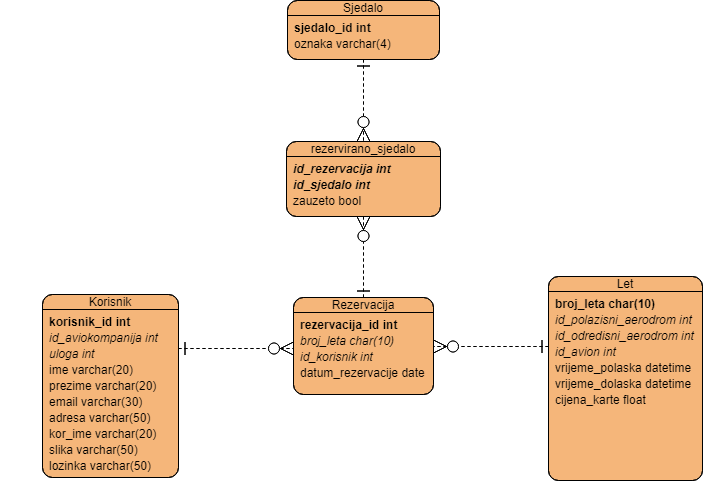 Sjedalo
sjedalo_id int
oznaka varchar(4)
rezervirano_sjedalo
id_rezervacija int
id_sjedalo int
zauzeto bool
Korisnik
korisnik_id int
id_aviokompanija int
uloga int
ime varchar(20)
prezime varchar(20)
email varchar(30)
adresa varchar(50)
kor_ime varchar(20)
slika varchar(50)
lozinka varchar(50)
Rezervacija
rezervacija_id int
broj_leta char(10)
id_korisnik int
datum_rezervacije date
Let
broj_leta char(10)
id_polazisni_aerodrom int
id_odredisni_aerodrom int
id_avion int
vrijeme_polaska datetime
vrijeme_dolaska datetime
cijena_karte float